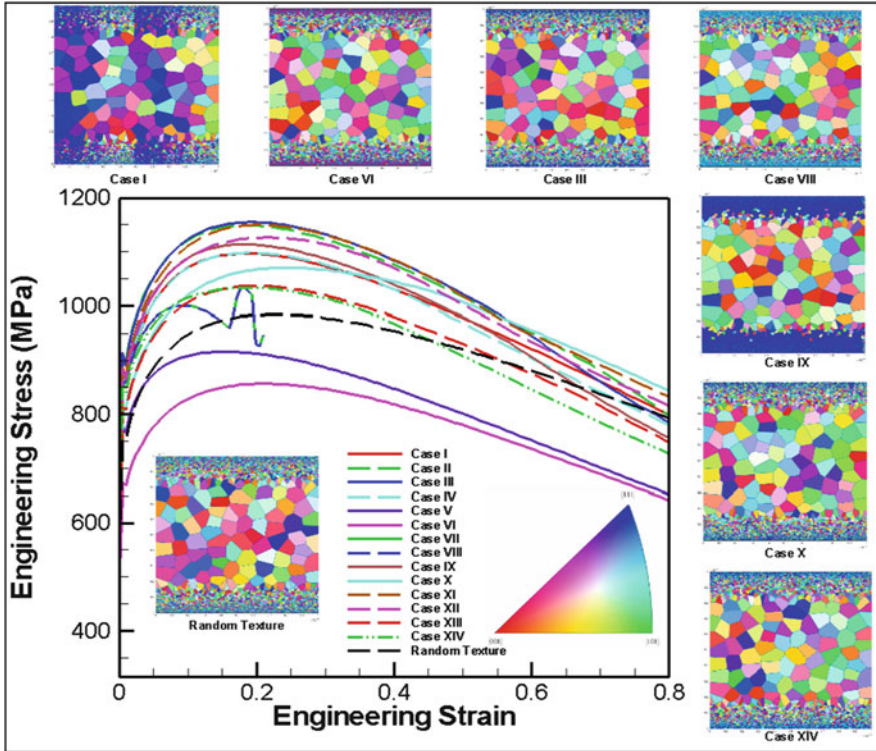 Case I
Case VI
Case III
Case VIII
Engineering Stress (MPa)
1200
1000
800
600
400
Case IX
Case X
Case XIV
Random Texture
Case I
Case II
Case III
Case IV
Case V
Case VI
Case VII
Case VIII
Case IX
Case X
Case XI
Case XII
Case XIII
Case XIV
Random Texture
0
0.2
0.4
0.6
0.8
Engineering Strain